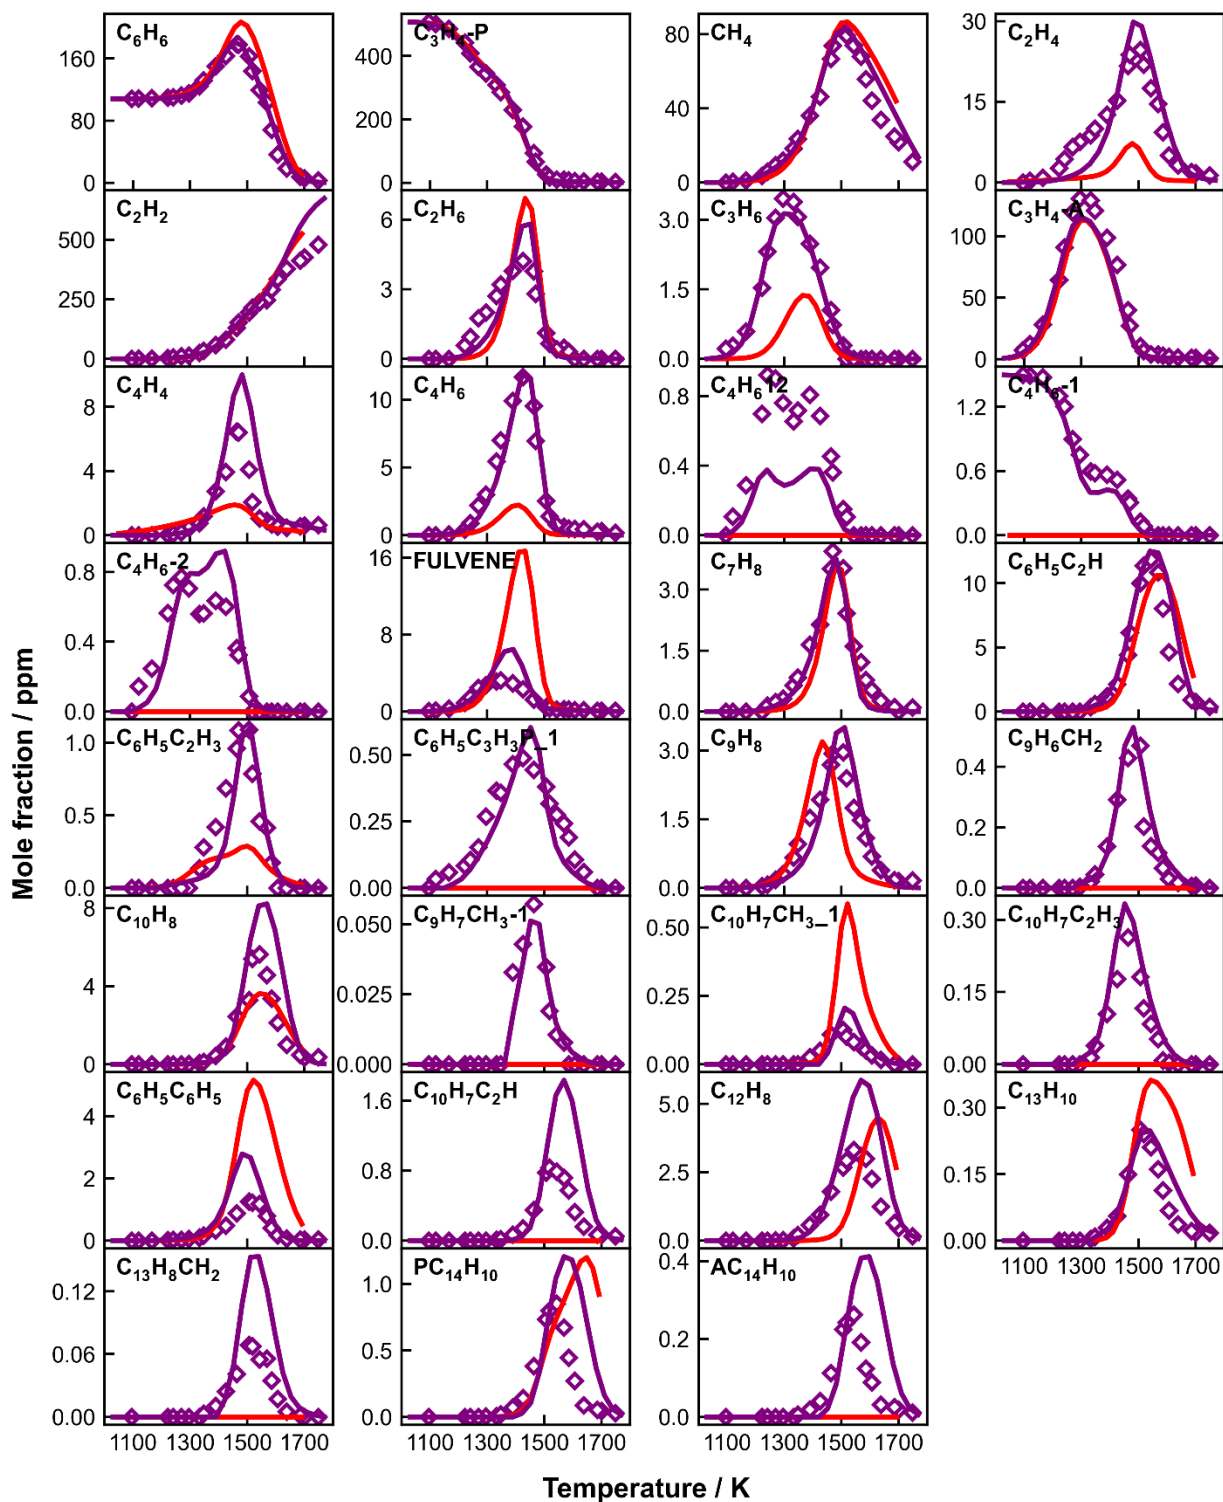 C6H6
C3H4-P
CH4
C2H4
160
80
0
400
200
0
80
40
0
30
15
0
C2H2
C2H6
C3H6
C3H4-A
500
250
0
6
3
0
3.0
1.5
0.0
100
50
0
C4H4
C4H6
C4H612
C4H8-1
8
4
0
10
5
0
0.8
0.4
0.0
1.2
0.6
0.0
C4H6-2
FULVENE
C7H8
C6H5C2H
0.8
0.4
0.0
16
8
0
3.0
1.5
0.0
10
5
0
C6H5C2H3
C6H5C3H3P_1
C9H8
C9H6CH2
1.0
0.5
0.0
0.50
0.25
0.00
3.0
1.5
0.0
0.4
0.2
0.0
C10H8
C9H7CH3-1
C10H7CH3_1
C10H7C2H3
8
4
0
0.050
0.025
0.000
0.50
0.25
0.00
0.30
0.15
0.00
C6H5C6H5
C10H7C2H
C12H8
C13H10
4
2
0
1.6
0.8
0.0
5.0
2.5
0.0
0.30
0.15
0.00
1100 1300 1500 1700
C13H8CH2
PC14H10
AC14H10
0.12
0.06
0.00
1.0
0.5
0.0
0.4
0.2
0.0
1100 1300 1500 1700
1100 1300 1500 1700
1100 1300 1500 1700
Mole fraction / ppm
Temperature / K